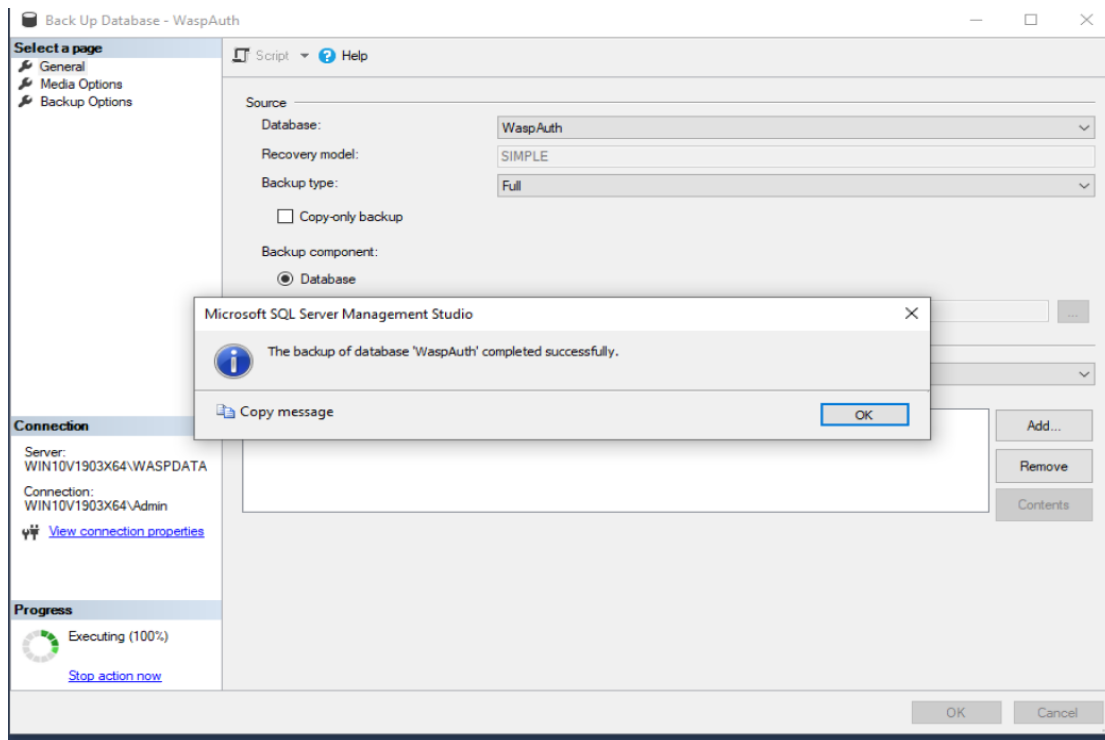 Back Up Database - WaspAuth
Select a page
General
Media Options
Backup Options
Script
Help
Source
Database:
WaspAuth
Recovery model:
SIMPLE
Backup type:
Full
Copy-only backup
Backup component:
Database
...
Microsoft SQL Server Management Studio
The backup of database 'WaspAuth' completed successfully.
Copy message
OK
Add...
Remove
Contents
Connection
Server:
WIN10V1903X64\WASPDATA
Connection:
WIN10V1903X64\Admin
View connection properties
Progress
Executing (100%)
Stop action now
OK
Cancel